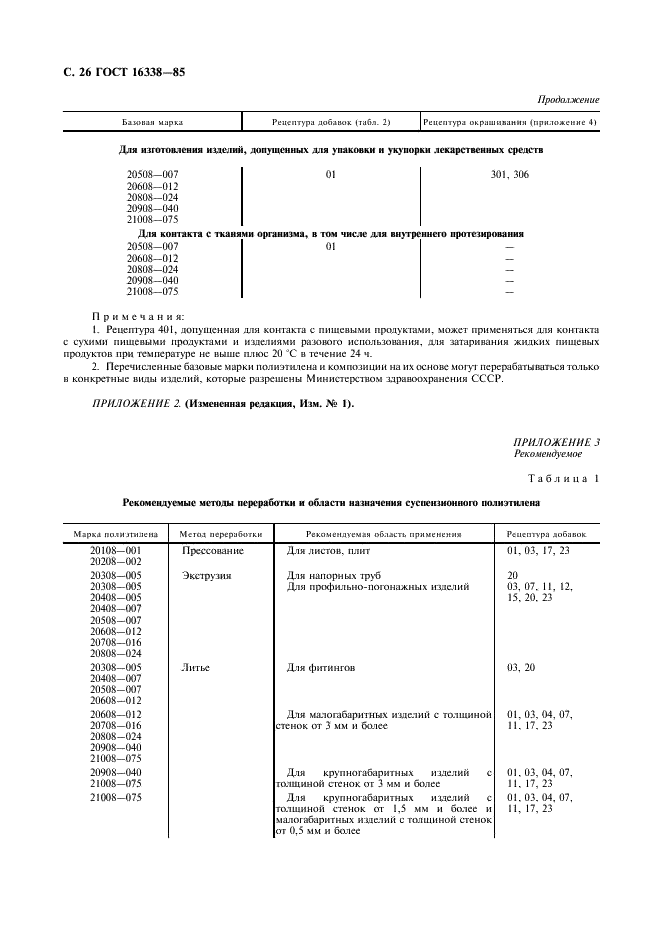 С. 26 ГОСТ 16338—85
Продолжение
Базовая марка Рецептура добавок (табл. 2) Рецептура окрашивания (приложение 4)
Для изготовления изделий, допущенных для упаковки и укупорки лекарственных средств
20508—007 01 301, 306
20608—012
20808—024
20908—040
21008—075
Для контакта с тканями организма, в том числе для внутреннего протезирования
20508—007 01 —
20608—012 —
20808—024 —
20908—040 —
21008—075 —
Примечания:
1. Рецептура 401, допущенная для контакта с пищевыми продуктами, может применяться для контакта
с сухими пищевыми продуктами и изделиями разового использования, для затаривания жидких пищевых
продуктов при температуре не выше плюс 20 °С в течение 24 ч.
2. Перечисленные базовые марки полиэтилена и композиции на их основе могут перерабатываться только
в конкретные виды изделий, которые разрешены Министерством здравоохранения СССР.
ПРИЛОЖЕНИЕ 2. (Измененная редакция, Изм. № 1).
ПРИЛОЖЕНИЕ 3
Рекомендуемое
Таблица 1
Рекомендуемые методы переработки и области назначения суспензионного полиэтилена
Марка полиэтилена Метод переработки Рекомендуемая область применения Рецептура добавок
20108—001 Прессование Для листов, плит 01, 03, 17, 23
20208—002
20308—005 Экструзия Для напорных труб 20
20308—005 Для профильно-погонажных изделий 03, 07, 11, 12,
20408—005 15, 20, 23
20408—007
20508—007
20608—012
20708—016
20808—024
20308—005 Литье Для фитингов 03, 20
20408—007
20508—007
20608—012
20608—012 Для малогабаритных изделий с толщиной 01, 03, 04, 07,
20708—016 стенок от 3 мм и более 11, 17, 23
20808—024
20908—040
21008—075
20908—040 Для крупногабаритных изделий с 01, 03, 04, 07,
21008—075 толщиной стенок от 3 мм и более 11, 17, 23
21008—075 Для крупногабаритных изделий с 01, 03, 04, 07,
толщиной стенок от 1,5 мм и более и 11, 17, 23
малогабаритных изделий с толщиной стенок
от 0,5 мм и более